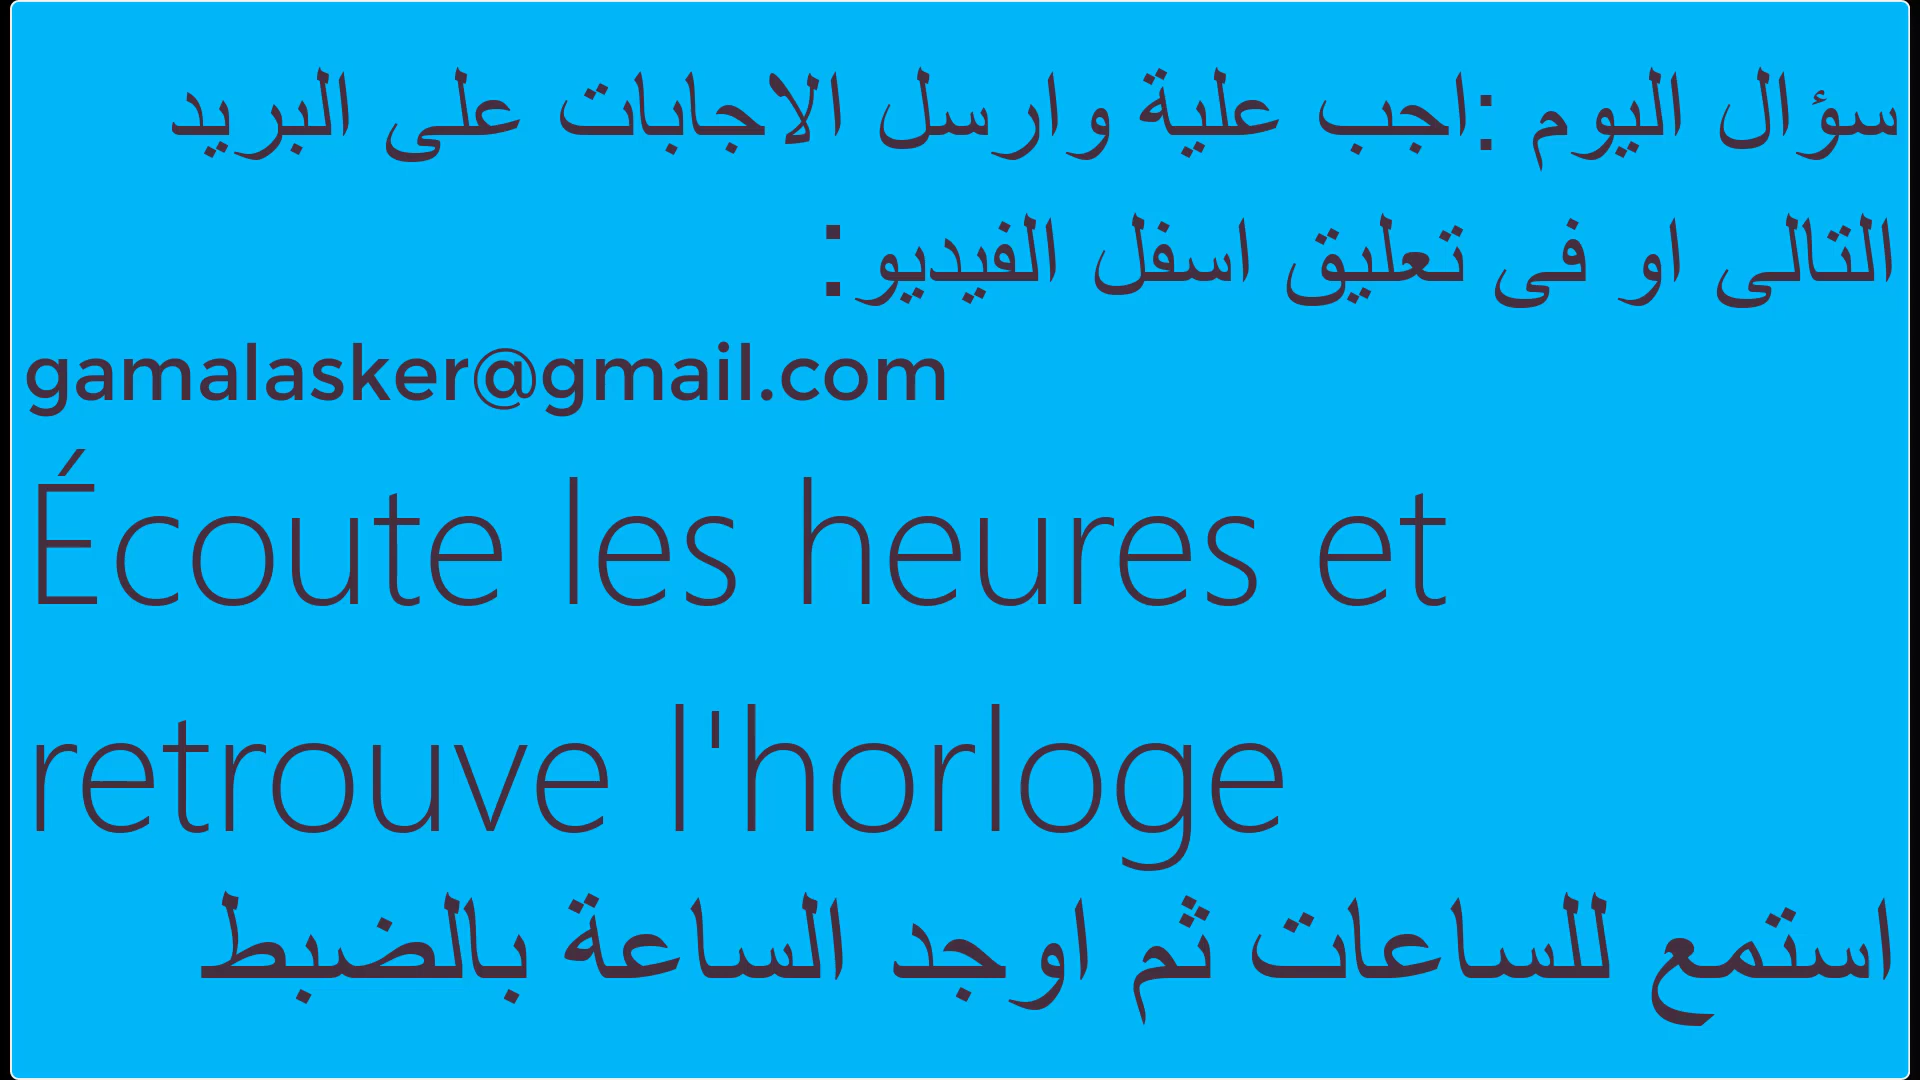 سؤال اليوم :اجب علية وارسل الاجابات على البريد
التالى او فى تعليق اسفل الفيديو:
gamalasker@gmail.com
Écoute les heures et
retrouve l'horloge
استمع للساعات ثم اوجد الساعة بالضبط